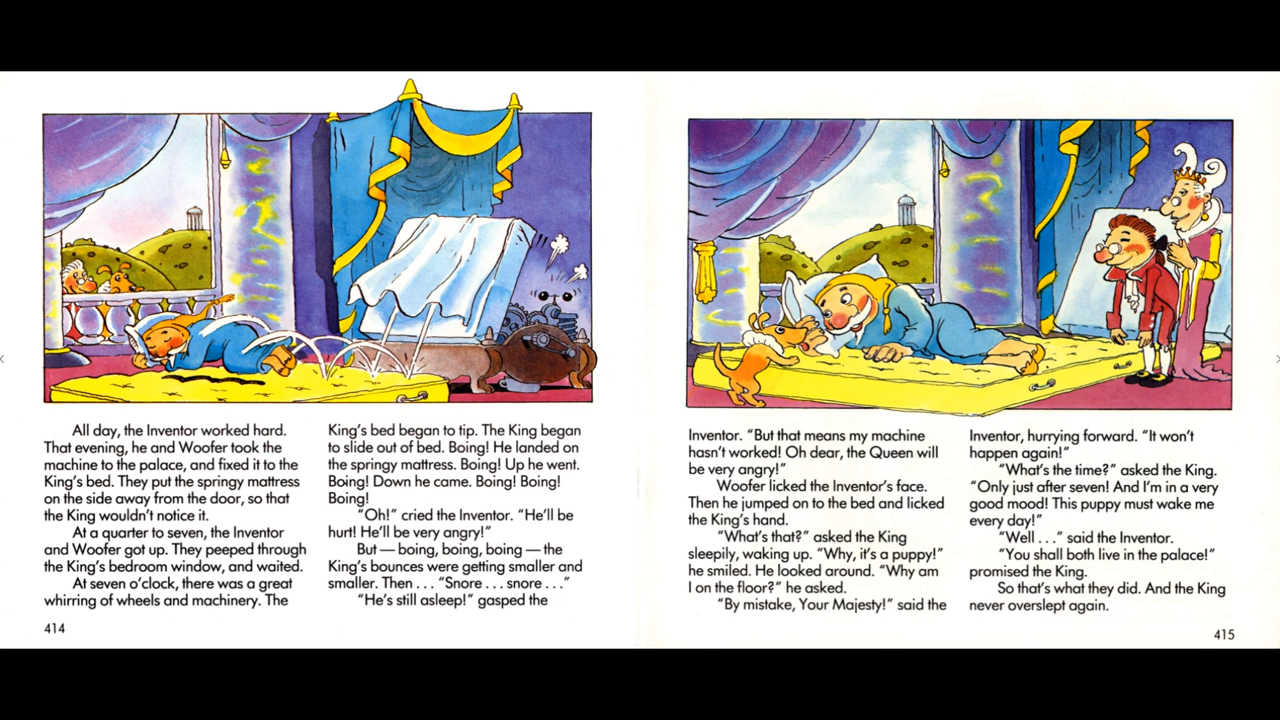 All day, the Inventor worked hard.
That evening, he and Woofer took the
machine to the palace, and fixed it to the
King's bed. They put the springy mattress
on the side away from the door, so that
the King wouldn't notice it.
At a quarter to seven, the Inventor
and Woofer got up. They peeped through
the King's bedroom window, and waited.
At seven o'clock, there was a great
whirring of wheels and machinery. The
King's bed began to tip. The King began
to slide out of bed. Boing! He landed on
the springy mattress. Boing! Up he went.
Boing! Down he came. Boing! Boing!
Boing!
"Oh!" cried the Inventor. "He'll be
hurt! He'll be very angry!"
But — boing, boing, boing — the
King's bounces were getting smaller and
smaller. Then . . . "Snore . . . snore . . ."
"He's still asleep!" gasped the
414
Inventor. "But that means my machine
hasn't worked! Oh dear, the Queen will
be very angry!"
Woofer licked the Inventor's face.
Then he jumped on to the bed and licked
the King's hand.
"What's that?" asked the King
sleepily, waking up. "Why, it's a puppy!"
he smiled. He looked around. "Why am
I on the floor?" he asked.
"By mistake, Your Majesty!" said the
Inventor, hurrying forward. "It won't
happen again!"
"What's the time?" asked the King.
"Only just after seven! And I'm in a very
good mood! This puppy must wake me
every day!"
"Well . . ." said the Inventor.
"You shall both live in the palace!"
promised the King.
So that's what they did. And the King
never overslept again.
415